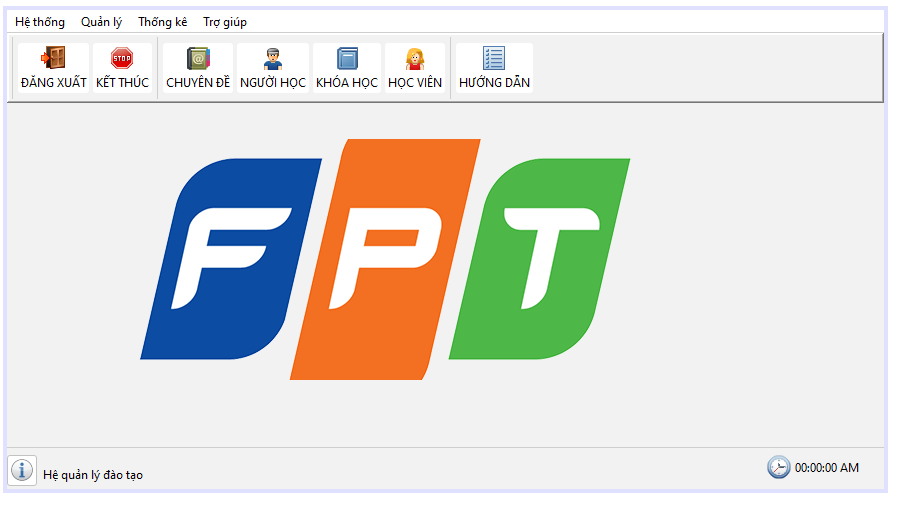 Hệ thống Quản lý Thống kê Trợ giúp
STOP
ĐĂNG XUẤT KẾT THÚC CHUYÊN ĐỀ NGƯỜI HỌC KHÓA HỌC HỌC VIÊN HƯỚNG DẪN
FPT
Hệ quản lý đào tạo 00:00:00 AM